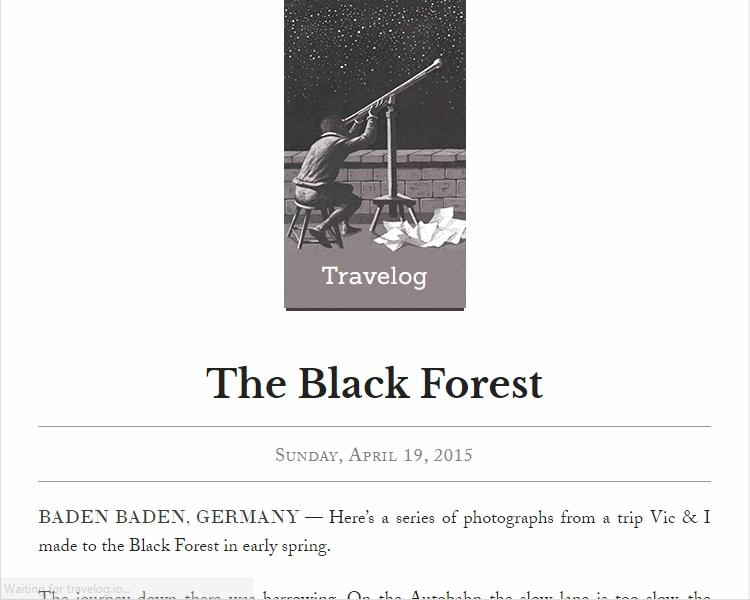 Travelog
The Black Forest
Sunday, April 19, 2015
BADEN BADEN, GERMANY — Here's a series of photographs from a trip Vic & I
made to the Black Forest in early spring.
Waiting for travelog.io...
The journey down there was harrowing. On the Autobahn the slow lane is too slow, the